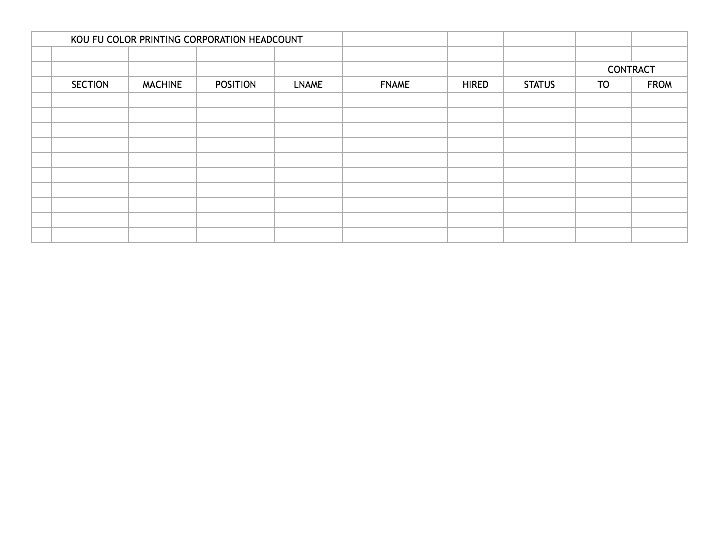 KOU FU COLOR PRINTING CORPORATION HEADCOUNT
CONTRACT
SECTION MACHINE POSITION LNAME FNAME HIRED STATUS TO FROM